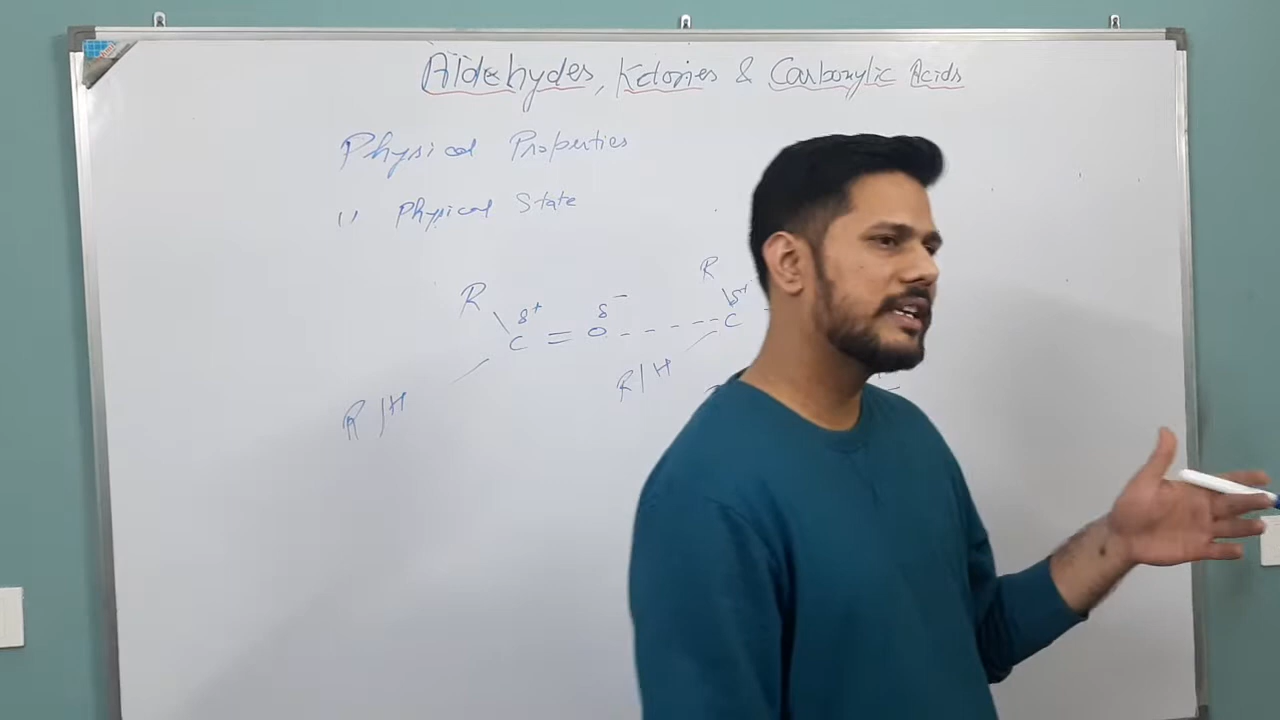 Aldehydes, Ketones & Carboxylic Acids
Physical Properties
1) Physical State
R R
δ+ δ- δ+
C = O - - - - - C
R/H R/H